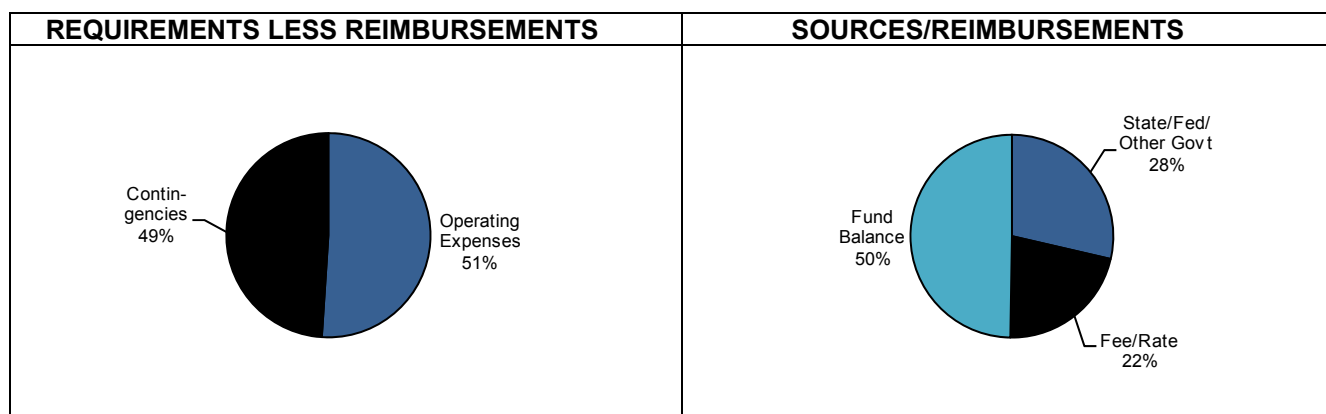 REQUIREMENTS LESS REIMBURSEMENTS
SOURCES/REIMBURSEMENTS
Contin-
gencies
49%
Operating
Expenses
51%
State/Fed/
Other Govt
28%
Fund
Balance
50%
Fee/Rate
22%